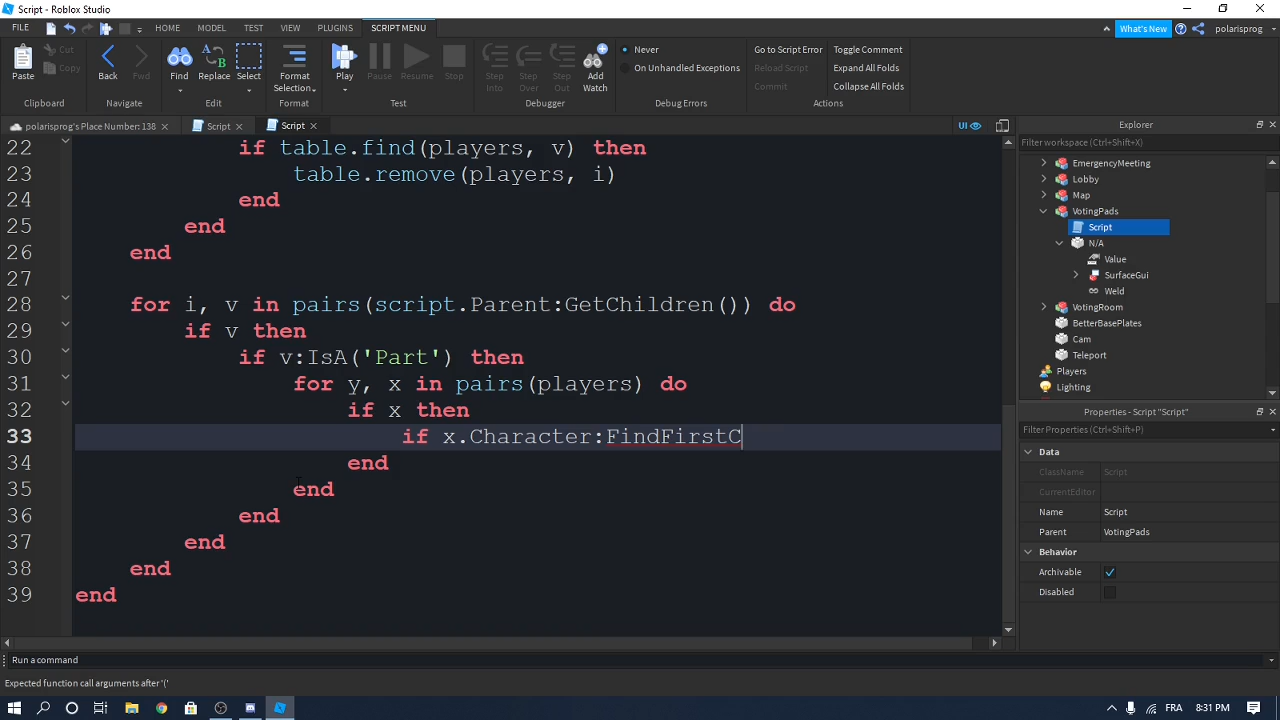 Script - Roblox Studio
FILE HOME MODEL TEST VIEW PLUGINS SCRIPT MENU What's New polarisprog
Paste Cut Copy Back Fwd Find Replace Select Format Selection Play Pause Resume Stop Step Into Step Over Step Out Add Watch Never On Unhandled Exceptions Go to Script Error Reload Script Commit Toggle Comment Expand All Folds Collapse All Folds
Clipboard Navigate Edit Format Test Debugger Debug Errors Actions
polarisprog's Place Number: 138 Script Script UI
22 if table.find(players, v) then
23 table.remove(players, i)
24 end
25 end
26 end
27
28 for i, v in pairs(script.Parent:GetChildren()) do
29 if v then
30 if v:IsA('Part') then
31 for y, x in pairs(players) do
32 if x then
33 if x.Character:FindFirstC
34 end
35 end
36 end
37 end
38 end
39 end
Explorer
Filter workspace (Ctrl+Shift+X)
EmergencyMeeting
Lobby
Map
VotingPads
Script
N/A
Value
SurfaceGui
Weld
VotingRoom
BetterBasePlates
Cam
Teleport
Players
Lighting
Properties - Script "Script"
Filter Properties (Ctrl+Shift+P)
Data
ClassName Script
CurrentEditor
Name Script
Parent VotingPads
Behavior
Archivable
Disabled
Run a command
Expected function call arguments after '('
FRA 8:31 PM